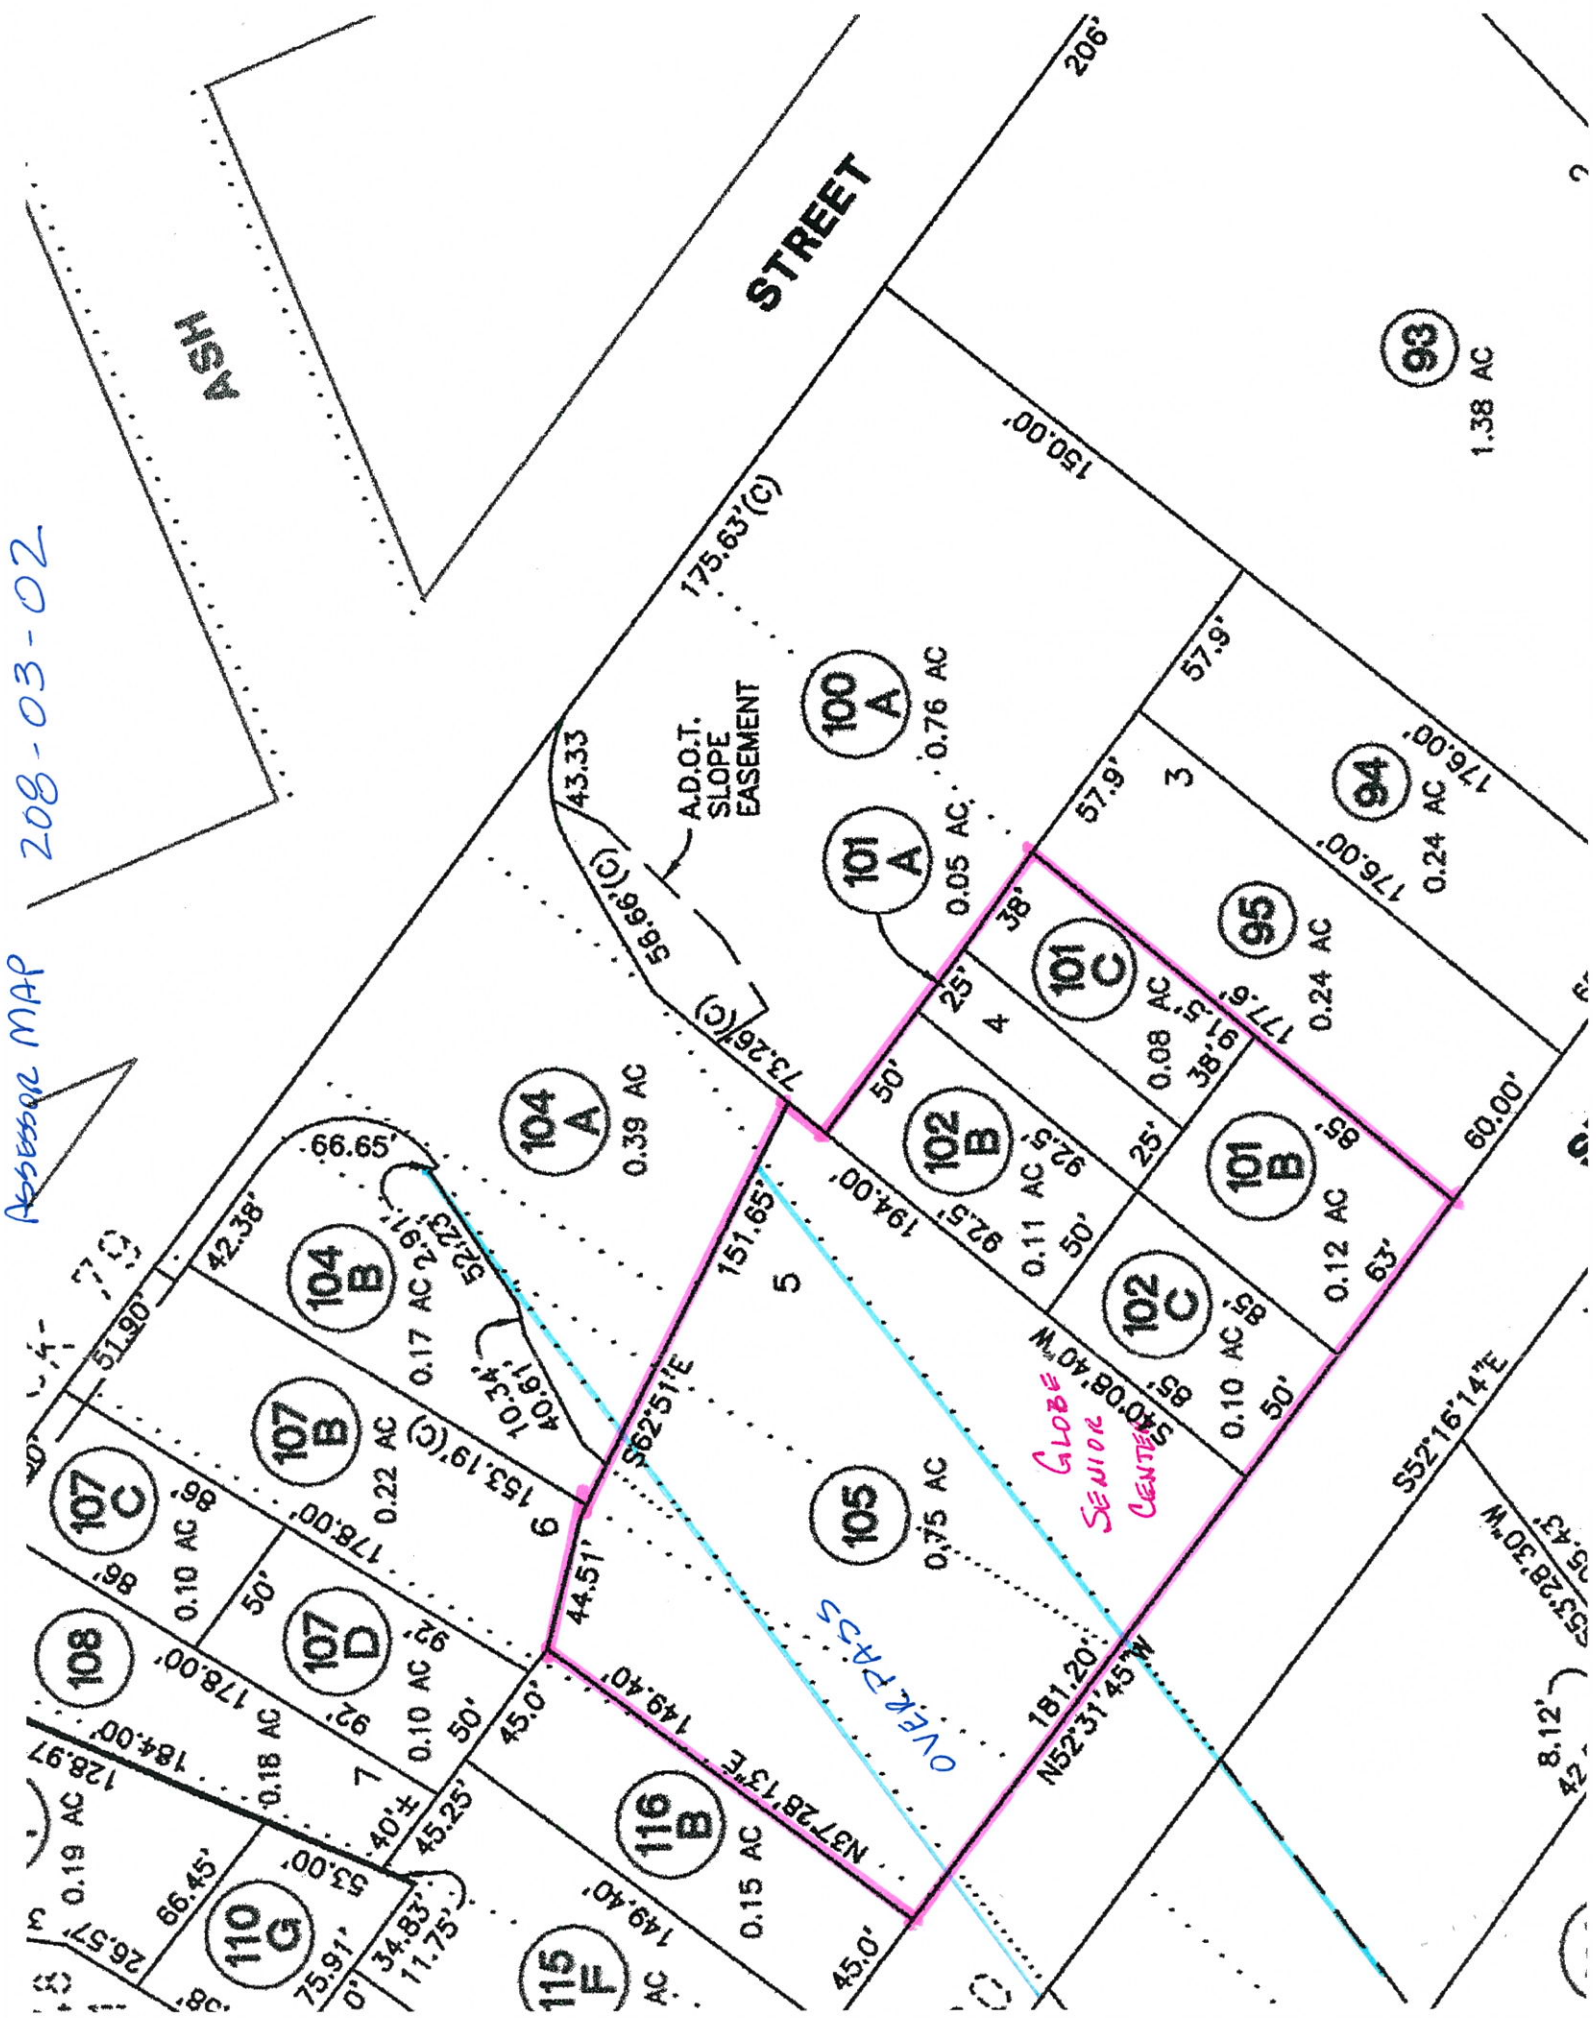 ASSESSOR MAP 208-03-02
ASH
STREET
206'
150.00'
93
1.38 AC
175.63'(C)
100
A
0.76 AC
57.9'
57.9'
3
94
0.24 AC
176.00'
176.00'
95
0.24 AC
177.6'
43.33
A.D.O.T.
SLOPE
EASEMENT
56.66'(C)
73.26'(C)
101
A
0.05 AC
38'
25'
4
101
C
0.08 AC
91.5'
38'
50'
102
B
0.11 AC
92.5'
92.5'
50'
25'
101
B
0.12 AC
85'
60.00'
63'
102
C
0.10 AC
85'
85'
50'
194.00'
S40°08'40"W
104
A
0.39 AC
66.65'
42.38'
2.91'
52.23'
104
B
0.17 AC
10.34'
40.61'
151.65'
S62°51'E
5
51.90'
107
B
0.22 AC
153.19'(C)
6
107
C
0.10 AC
86'
86'
178.00'
50'
107
D
0.10 AC
92'
92'
50'
44.51'
45.0'
105
0.75 AC
GLOBE
SENIOR
CENTER
OVERPASS
149.40'
N37°28'13"E
181.20'
N52°31'45"W
S52°16'14"E
S53°28'30"W
8.12'
42
108
178.00'
184.00'
128.97
0.18 AC
7
40'±
45.25'
0.19 AC
66.45'
53.00'
26.57'
110
G
75.91'
34.83'
11.75'
115
F
AC
149.40'
116
B
0.15 AC
45.0'